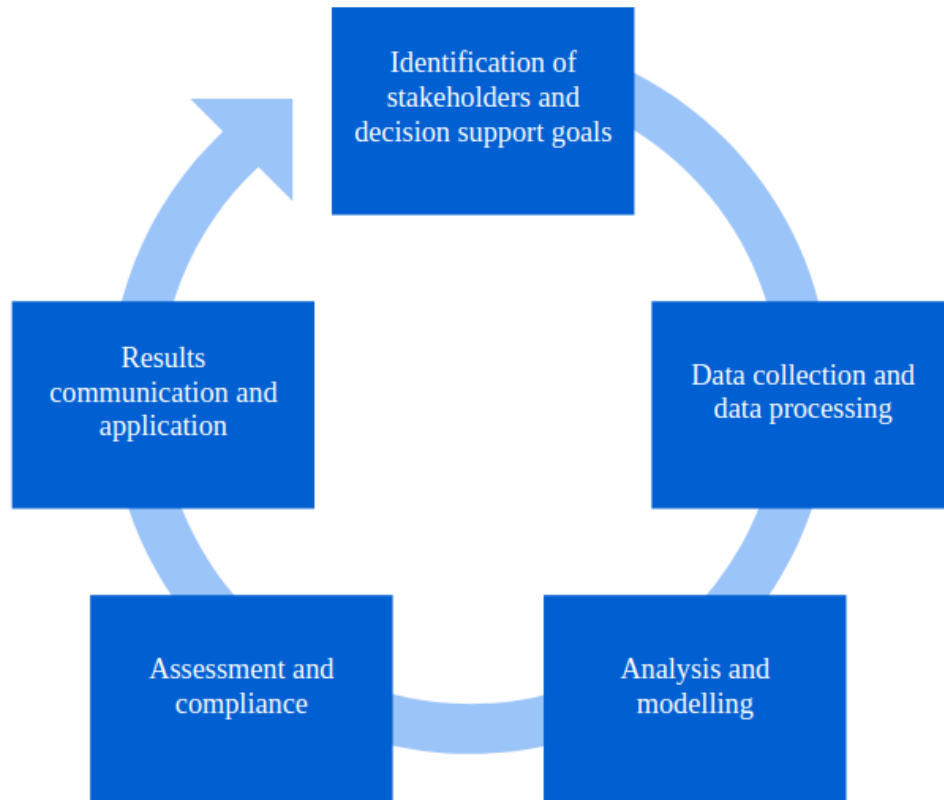 Identification of
stakeholders and
decision support goals
Data collection and
data processing
Analysis and
modelling
Assessment and
compliance
Results
communication and
application